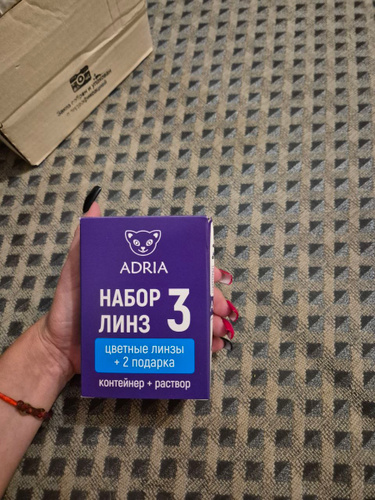 ADRIA
НАБОР
ЛИНЗ
3
цветные линзы
+ 2 подарка
контейнер + раствор